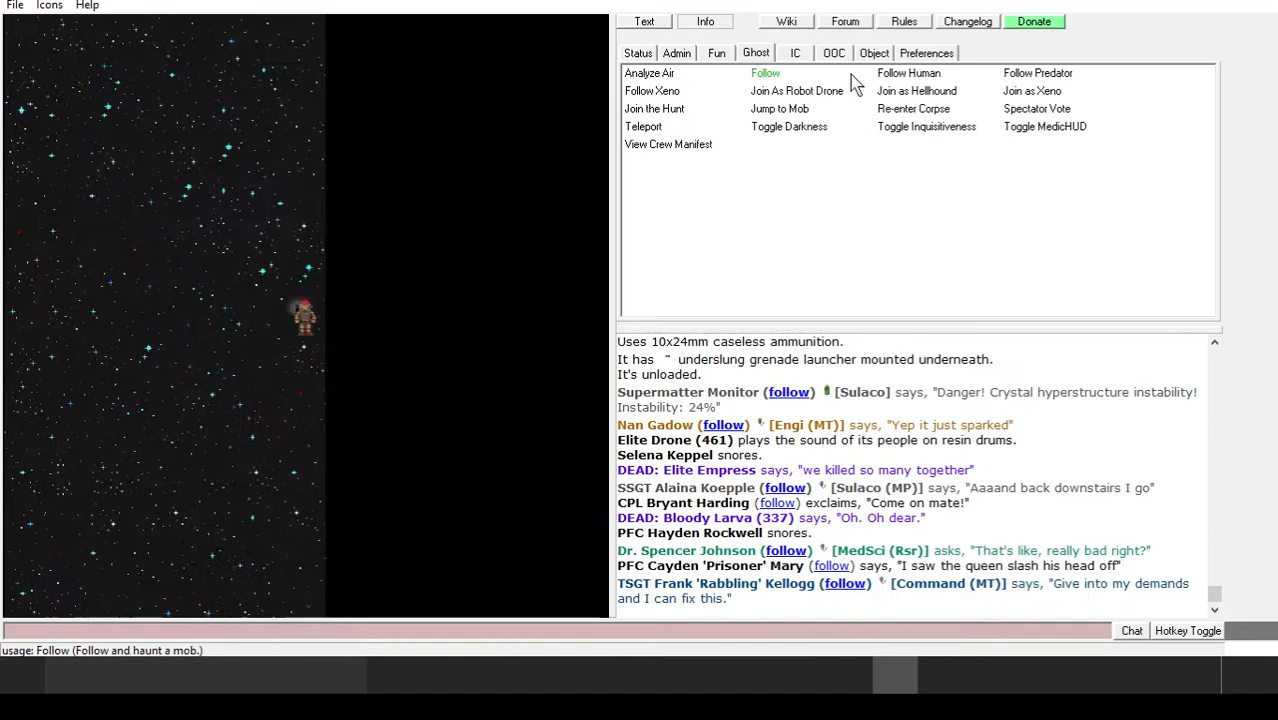 File Icons Help
Text Info Wiki Forum Rules Changelog Donate
Status Admin Fun Ghost IC OOC Object Preferences
Analyze Air Follow Follow Human Follow Predator
Follow Xeno Join As Robot Drone Join as Hellhound Join as Xeno
Join the Hunt Jump to Mob Re-enter Corpse Spectator Vote
Teleport Toggle Darkness Toggle Inquisitiveness Toggle MedicHUD
View Crew Manifest
Uses 10x24mm caseless ammunition.
It has underslung grenade launcher mounted underneath.
It's unloaded.
Supermatter Monitor (follow) [Sulaco] says, "Danger! Crystal hyperstructure instability!
Instability: 24%"
Nan Gadow (follow) [Engi (MT)] says, "Yep it just sparked"
Elite Drone (461) plays the sound of its people on resin drums.
Selena Keppel snores.
DEAD: Elite Empress says, "we killed so many together"
SSGT Alaina Koepple (follow) [Sulaco (MP)] says, "Aaaand back downstairs I go"
CPL Bryant Harding (follow) exclaims, "Come on mate!"
DEAD: Bloody Larva (337) says, "Oh. Oh dear."
PFC Hayden Rockwell snores.
Dr. Spencer Johnson (follow) [MedSci (Rsr)] asks, "That's like, really bad right?"
PFC Cayden 'Prisoner' Mary (follow) says, "I saw the queen slash his head off"
TSGT Frank 'Rabbling' Kellogg (follow) [Command (MT)] says, "Give into my demands
and I can fix this."
Chat Hotkey Toggle
usage: Follow (Follow and haunt a mob.)